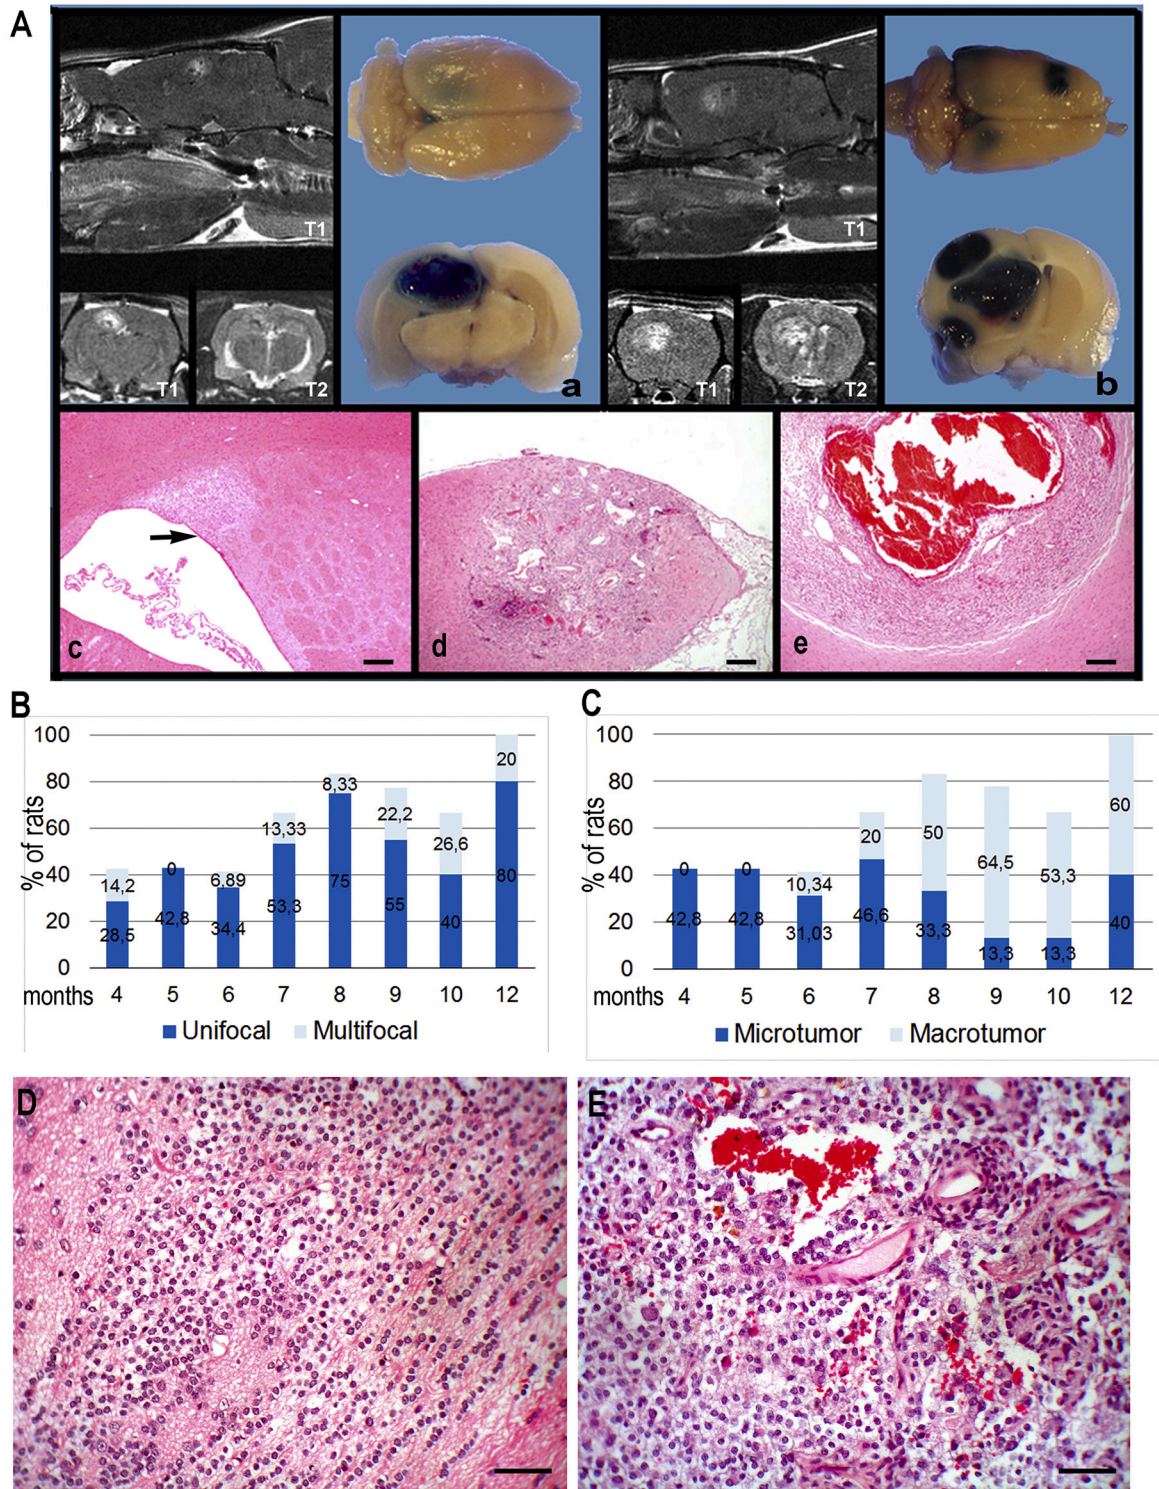 A
T1
T1
T1
T2
a
T1
T2
b
c
d
e
B
C
% of rats
100
80
60
40
20
0
14,2
28,5
0
42,8
6,89
34,4
13,33
53,3
8,33
75
22,2
55
26,6
40
20
80
months 4 5 6 7 8 9 10 12
Unifocal Multifocal
% of rats
100
80
60
40
20
0
0
42,8
0
42,8
10,34
31,03
20
46,6
50
33,3
64,5
13,3
53,3
13,3
60
40
months 4 5 6 7 8 9 10 12
Microtumor Macrotumor
D
E